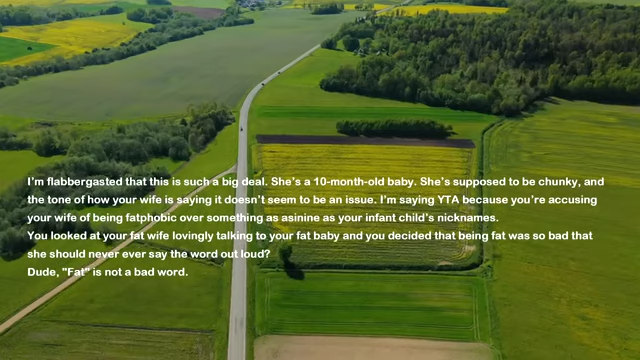 I'm flabbergasted that this is such a big deal. She's a 10-month-old baby. She's supposed to be chunky, and
the tone of how your wife is saying it doesn't seem to be an issue. I'm saying YTA because you're accusing
your wife of being fatphobic over something as asinine as your infant child's nicknames.
You looked at your fat wife lovingly talking to your fat baby and you decided that being fat was so bad that
she should never ever say the word out loud?
Dude, "Fat" is not a bad word.